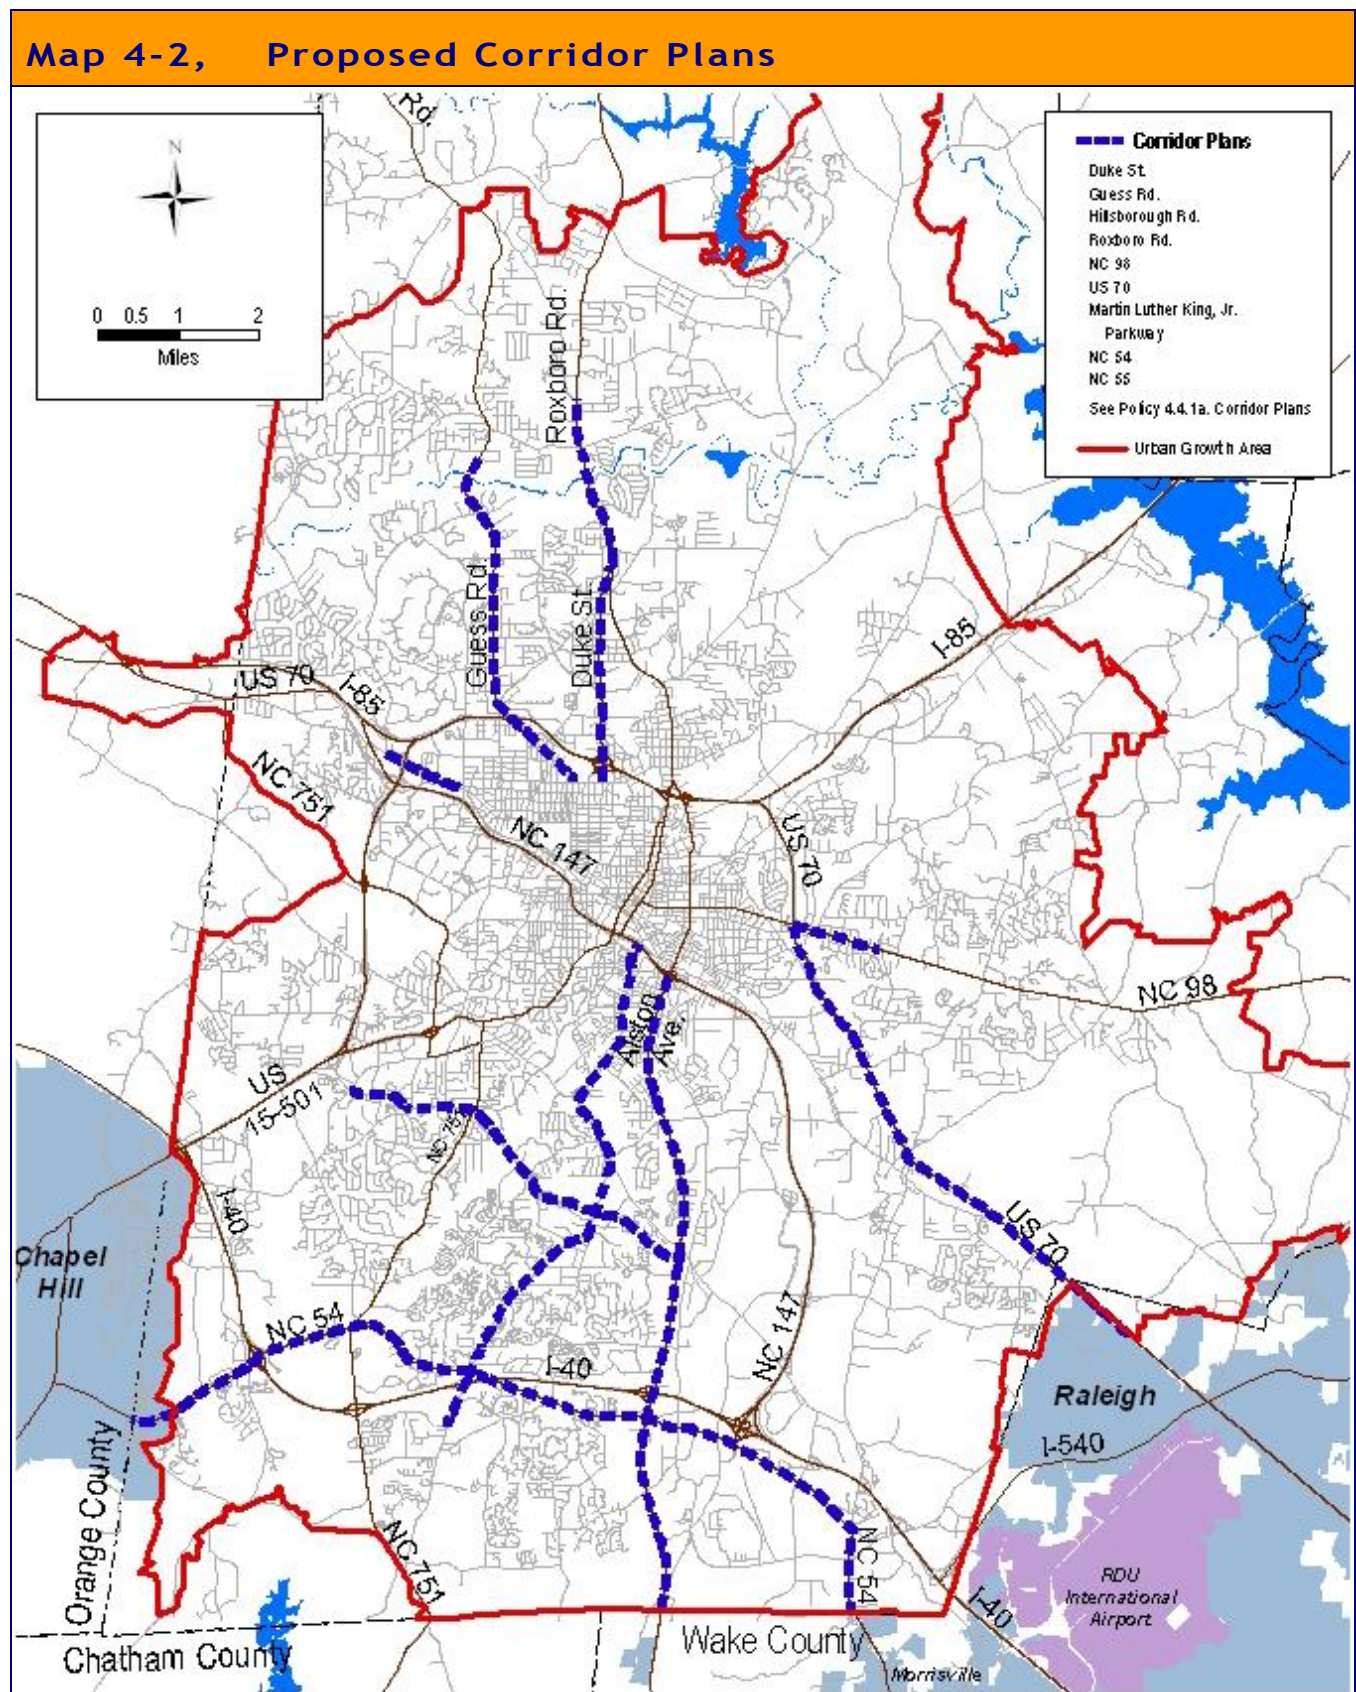 Map 4-2, Proposed Corridor Plans
N
0 0.5 1 2
Miles
Corridor Plans
Duke St.
Guess Rd.
Hillsborough Rd.
Roxboro Rd.
NC 98
US 70
Martin Luther King, Jr.
Parkway
NC 54
NC 55
See Policy 4.4.1a. Corridor Plans
Urban Growth Area
Rd.
Roxboro Rd.
Guess Rd.
Duke St.
I-85
US 70
I-85
NC 751
NC 147
US 70
NC 98
Alston
Ave.
US
15-501
NC 751
I-40
US 70
Chapel
Hill
NC 54
I-40
NC 147
Raleigh
I-540
Orange County
NC 751
NC 54
RDU
International
Airport
I-40
Wake County
Chatham County
Morrisville